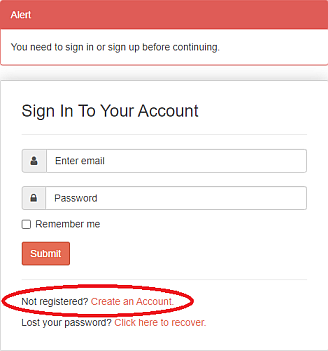 Alert
You need to sign in or sign up before continuing.
Sign In To Your Account
Enter email
Password
Remember me
Submit
Not registered? Create an Account.
Lost your password? Click here to recover.